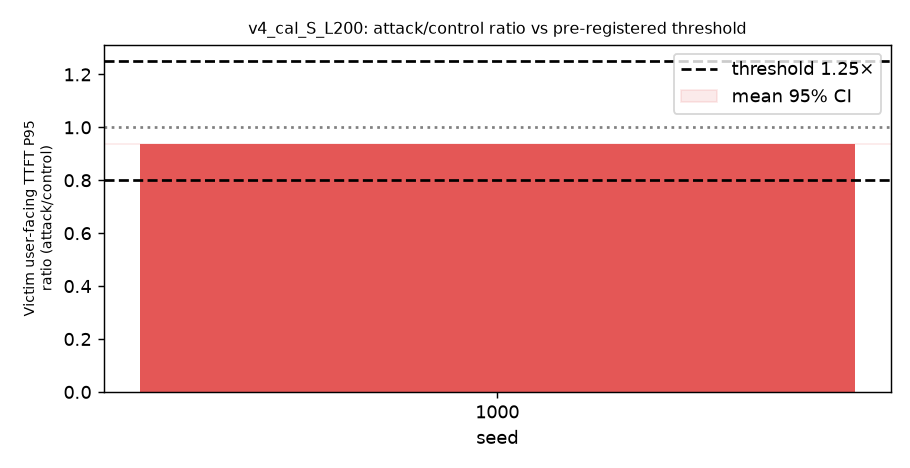 v4_cal_S_L200: attack/control ratio vs pre-registered threshold
threshold 1.25×
mean 95% CI
Victim user-facing TTFT P95
ratio (attack/control)
1.2
1.0
0.8
0.6
0.4
0.2
0.0
1000
seed